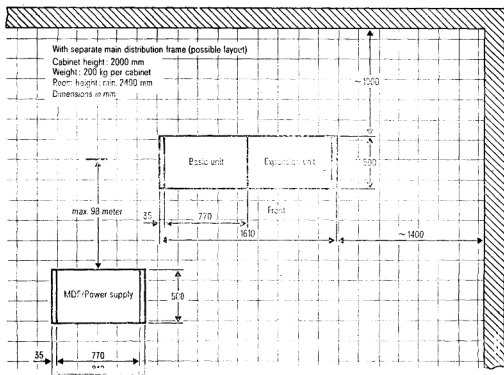 With separate main distribution frame (possible layout)
Cabinet height: 2000 mm
Weight: 200 kg per cabinet
Room height: min. 2400 mm
Dimensions in mm
Basic unit
Expansion unit
500
max. 98 meter
35
770
Front
1610
~1400
MDF/Power supply
500
35
770